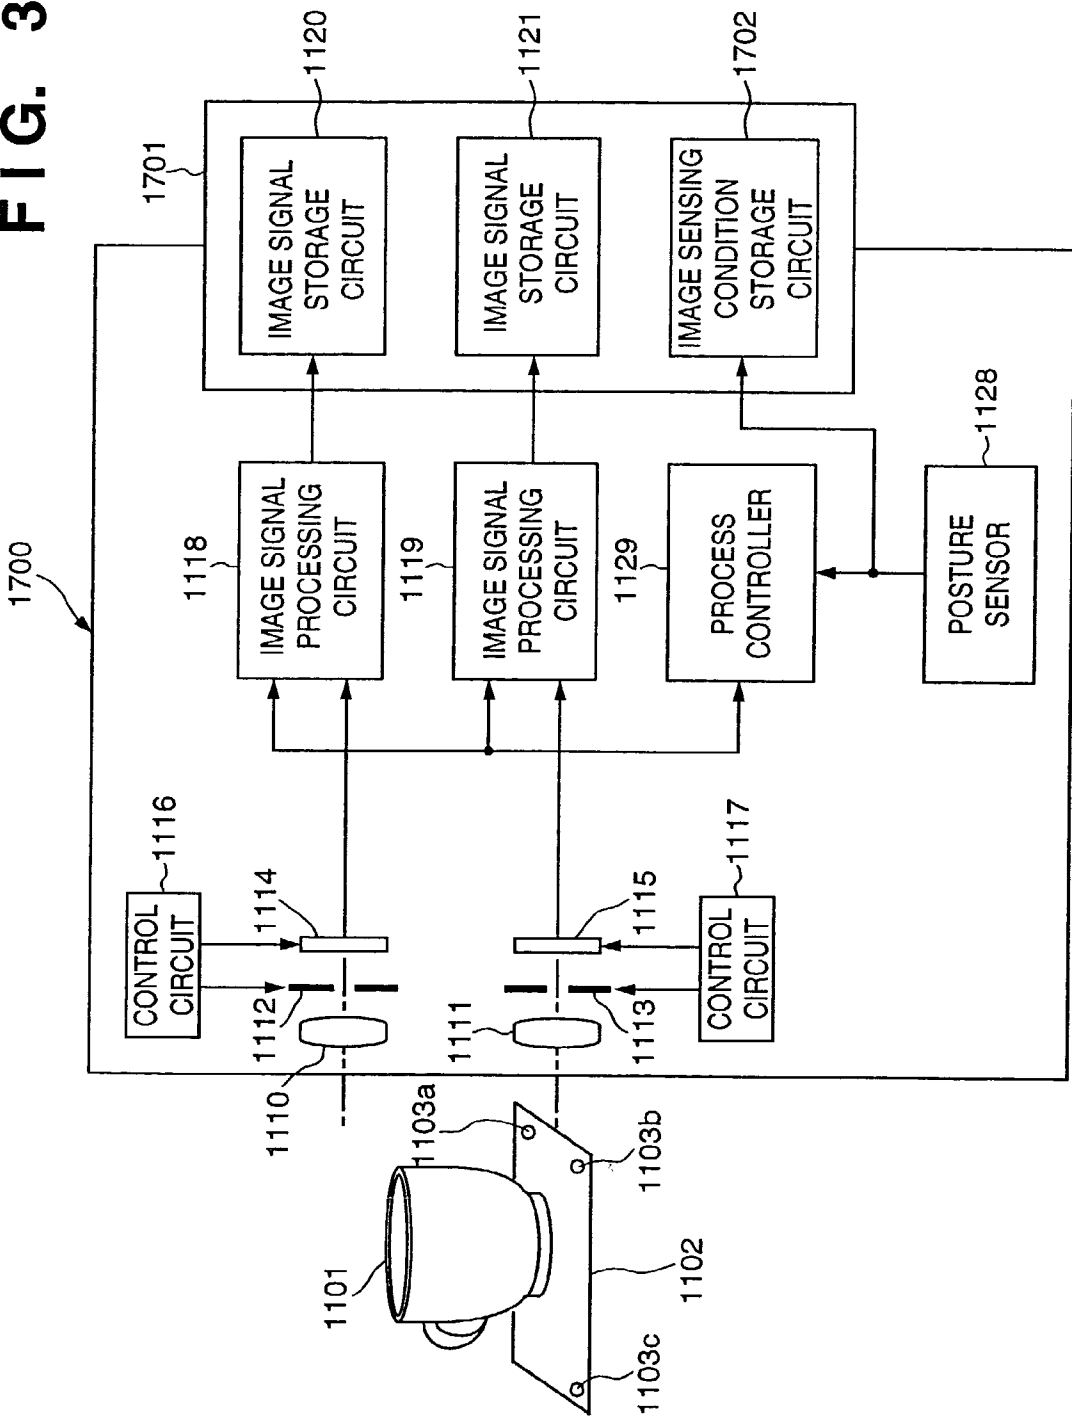 FIG. 3
1700
1701
IMAGE SIGNAL
STORAGE
CIRCUIT
1120
IMAGE SIGNAL
STORAGE
CIRCUIT
1121
IMAGE SENSING
CONDITION
STORAGE
CIRCUIT
1702
1118
IMAGE SIGNAL
PROCESSING
CIRCUIT
1119
IMAGE SIGNAL
PROCESSING
CIRCUIT
1129
PROCESS
CONTROLLER
POSTURE
SENSOR
1128
CONTROL
CIRCUIT
1116
1114
1112
1110
1111
1115
1113
CONTROL
CIRCUIT
1117
1101
1103a
1103b
1102
1103c